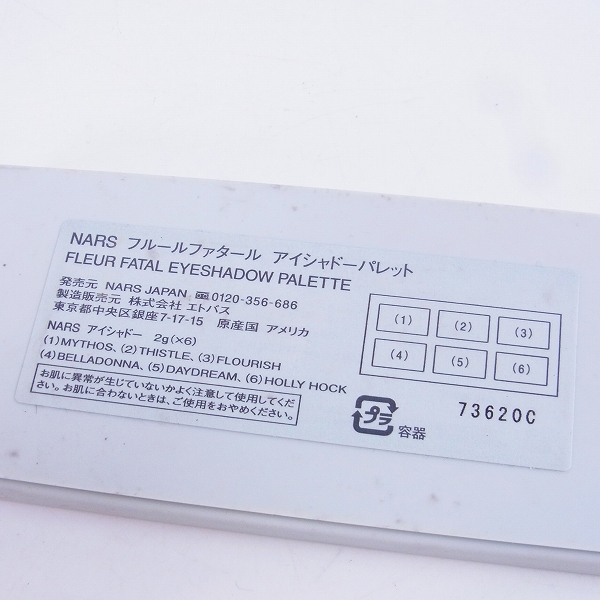 NARS フルールファタール アイシャドーパレット
FLEUR FATAL EYESHADOW PALETTE
発売元 NARS JAPAN 0120-356-686
製造販売元 株式会社 エトバス
東京都中央区銀座7-17-15 原産国 アメリカ
NARS アイシャドー 2g(×6)
(1)MYTHOS, (2)THISTLE, (3)FLOURISH
(4)BELLADONNA, (5)DAYDREAM, (6)HOLLY HOCK
お肌に異常が生じていないかよく注意して使用してくだ
さい。お肌に合わないときは、ご使用をおやめください。
(1) (2) (3)
(4) (5) (6)
73620C
プラ
容器